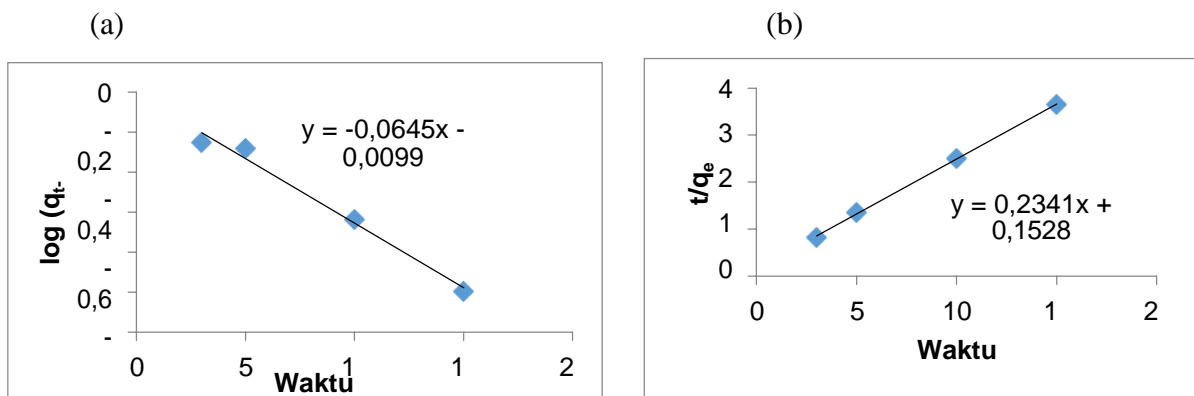 (a)
(b)
0
-
0,2
-
0,4
-
0,6
-
log (qt-
y = -0,0645x -
0,0099
0 5 1 1 2
Waktu
4
3
2
1
0
t/qe
y = 0,2341x +
0,1528
0 5 10 1 2
Waktu